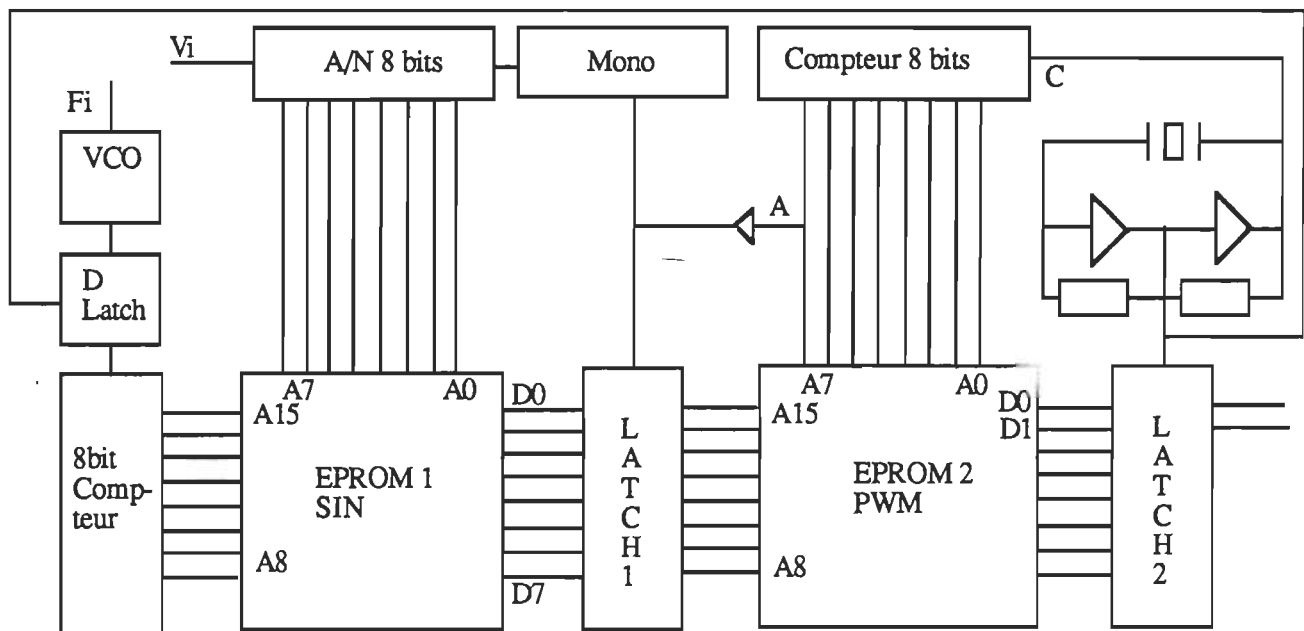 Vi
A/N 8 bits
Mono
Compteur 8 bits
C
Fi
VCO
A
D
Latch
A7
A0
A15
D0
A7
A0
A15
D0
D1
8bit
Comp-
teur
EPROM 1
SIN
A8
D7
L
A
T
C
H
1
EPROM 2
PWM
A8
L
A
T
C
H
2